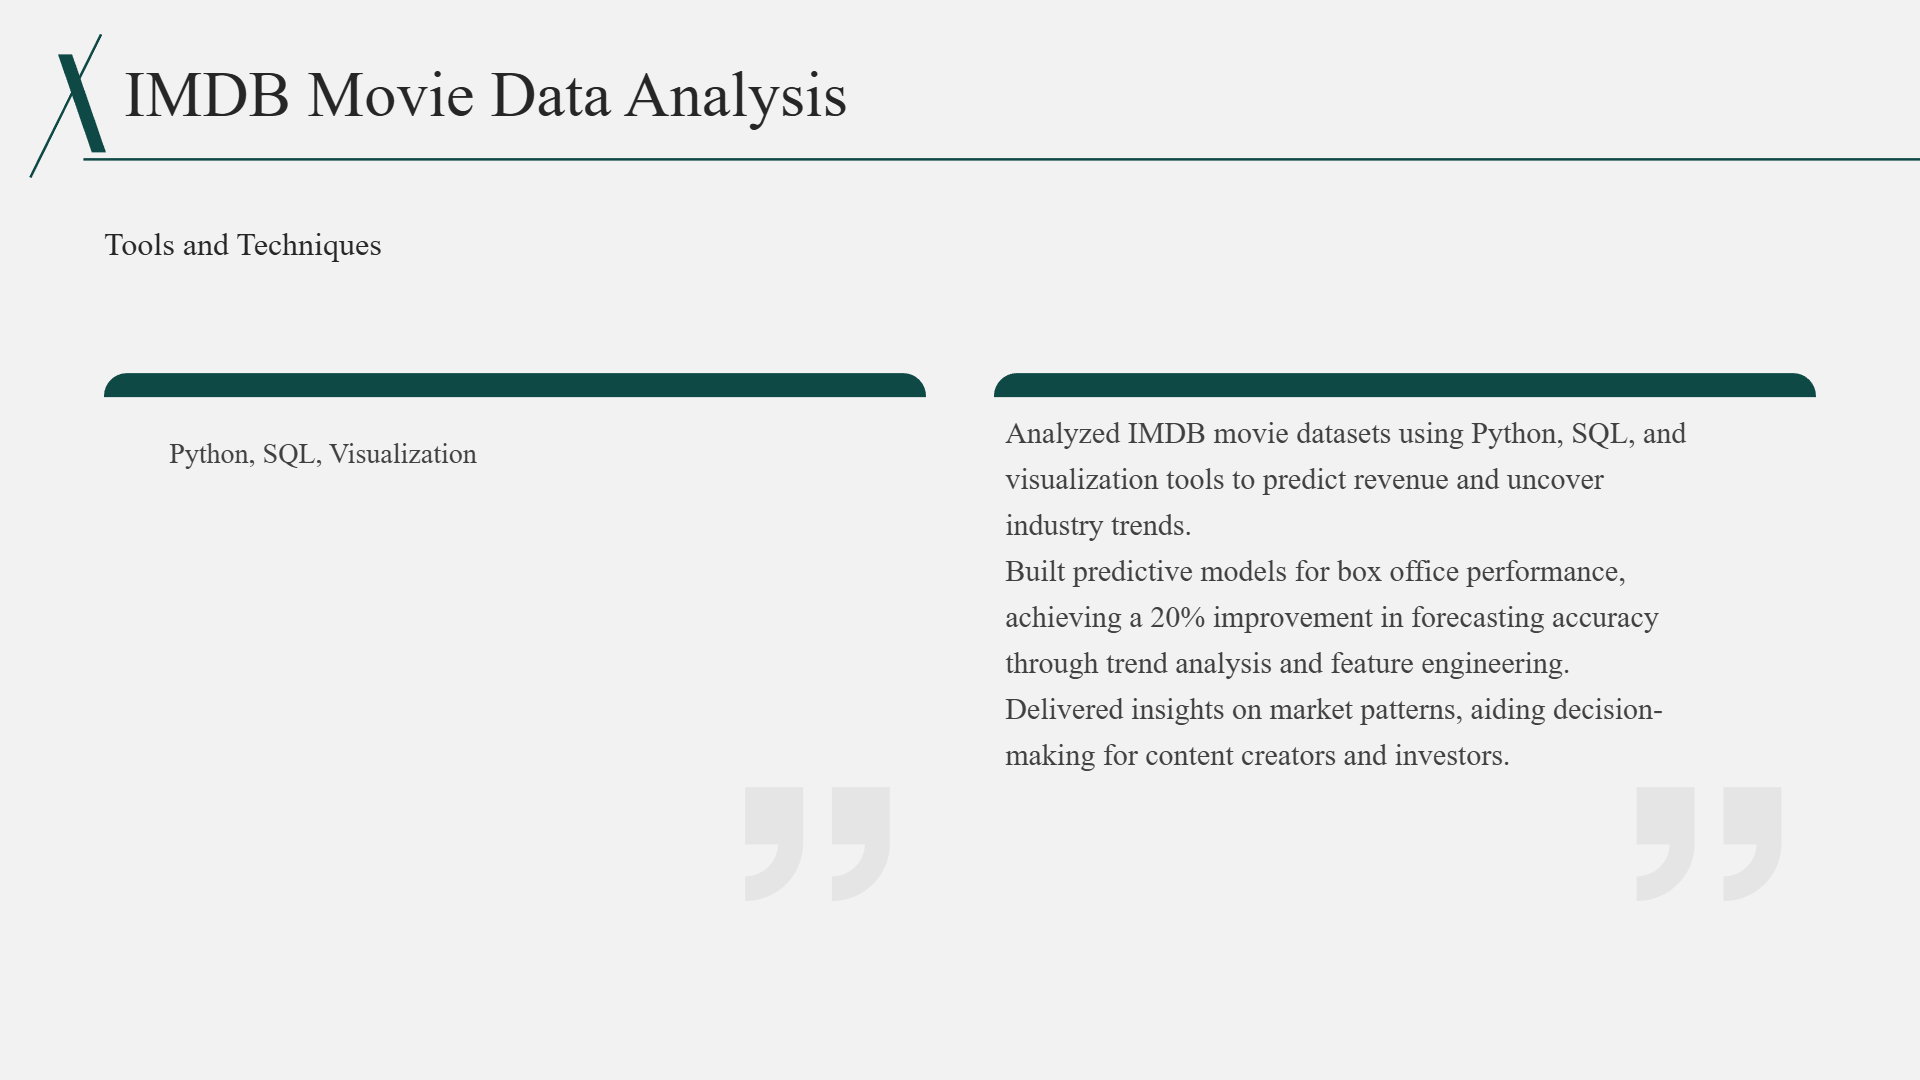 IMDB Movie Data Analysis
Tools and Techniques
Python, SQL, Visualization
Analyzed IMDB movie datasets using Python, SQL, and
visualization tools to predict revenue and uncover
industry trends.
Built predictive models for box office performance,
achieving a 20% improvement in forecasting accuracy
through trend analysis and feature engineering.
Delivered insights on market patterns, aiding decision-
making for content creators and investors.